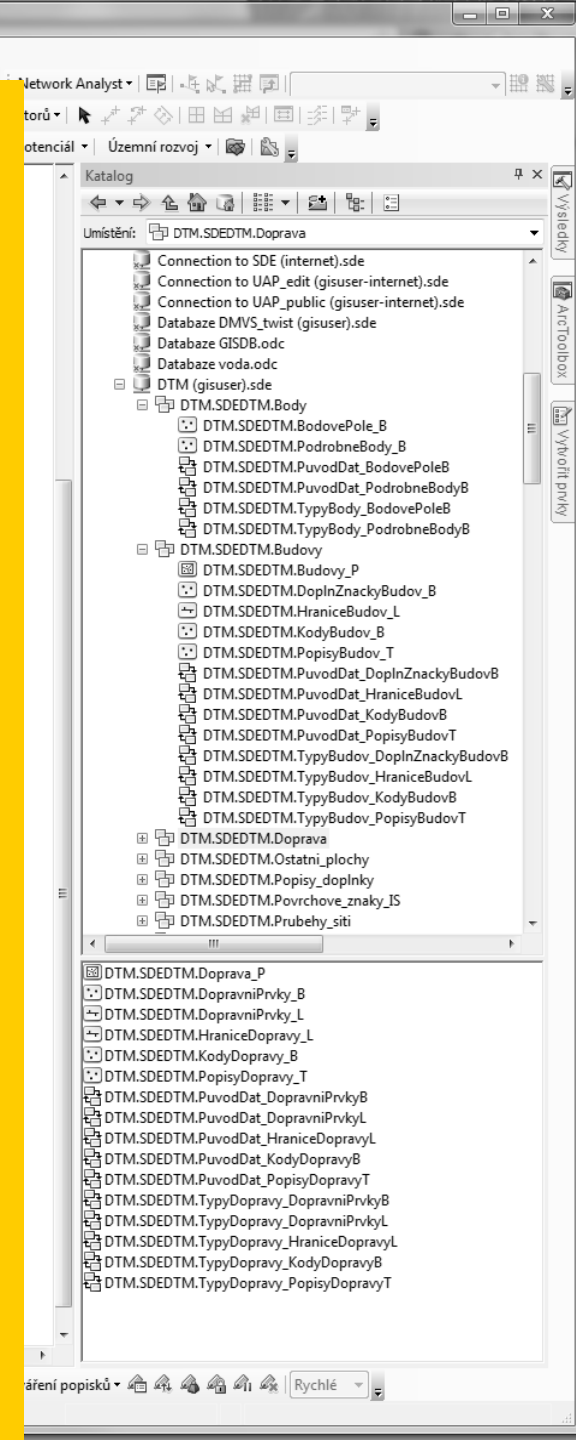 Network Analyst
torů
otenciál Územní rozvoj
Katalog
Umístění: DTM.SDEDTM.Doprava
Connection to SDE (internet).sde
Connection to UAP_edit (gisuser-internet).sde
Connection to UAP_public (gisuser-internet).sde
Databaze DMVS_twist (gisuser).sde
Databaze GISDB.odc
Databaze voda.odc
DTM (gisuser).sde
DTM.SDEDTM.Body
DTM.SDEDTM.BodovePole_B
DTM.SDEDTM.PodrobneBody_B
DTM.SDEDTM.PuvodDat_BodovePoleB
DTM.SDEDTM.PuvodDat_PodrobneBodyB
DTM.SDEDTM.TypyBody_BodovePoleB
DTM.SDEDTM.TypyBody_PodrobneBodyB
DTM.SDEDTM.Budovy
DTM.SDEDTM.Budovy_P
DTM.SDEDTM.DoplnZnackyBudov_B
DTM.SDEDTM.HraniceBudov_L
DTM.SDEDTM.KodyBudov_B
DTM.SDEDTM.PopisyBudov_T
DTM.SDEDTM.PuvodDat_DoplnZnackyBudovB
DTM.SDEDTM.PuvodDat_HraniceBudovL
DTM.SDEDTM.PuvodDat_KodyBudovB
DTM.SDEDTM.PuvodDat_PopisyBudovT
DTM.SDEDTM.TypyBudov_DoplnZnackyBudovB
DTM.SDEDTM.TypyBudov_HraniceBudovL
DTM.SDEDTM.TypyBudov_KodyBudovB
DTM.SDEDTM.TypyBudov_PopisyBudovT
DTM.SDEDTM.Doprava
DTM.SDEDTM.Ostatni_plochy
DTM.SDEDTM.Popisy_doplnky
DTM.SDEDTM.Povrchove_znaky_IS
DTM.SDEDTM.Prubehy_siti
DTM.SDEDTM.Doprava_P
DTM.SDEDTM.DopravniPrvky_B
DTM.SDEDTM.DopravniPrvky_L
DTM.SDEDTM.HraniceDopravy_L
DTM.SDEDTM.KodyDopravy_B
DTM.SDEDTM.PopisyDopravy_T
DTM.SDEDTM.PuvodDat_DopravniPrvkyB
DTM.SDEDTM.PuvodDat_DopravniPrvkyL
DTM.SDEDTM.PuvodDat_HraniceDopravyL
DTM.SDEDTM.PuvodDat_KodyDopravyB
DTM.SDEDTM.PuvodDat_PopisyDopravyT
DTM.SDEDTM.TypyDopravy_DopravniPrvkyB
DTM.SDEDTM.TypyDopravy_DopravniPrvkyL
DTM.SDEDTM.TypyDopravy_HraniceDopravyL
DTM.SDEDTM.TypyDopravy_KodyDopravyB
DTM.SDEDTM.TypyDopravy_PopisyDopravyT
Výsledky
ArcToolbox
Vytvořit prvky
áření popisků Rychlé